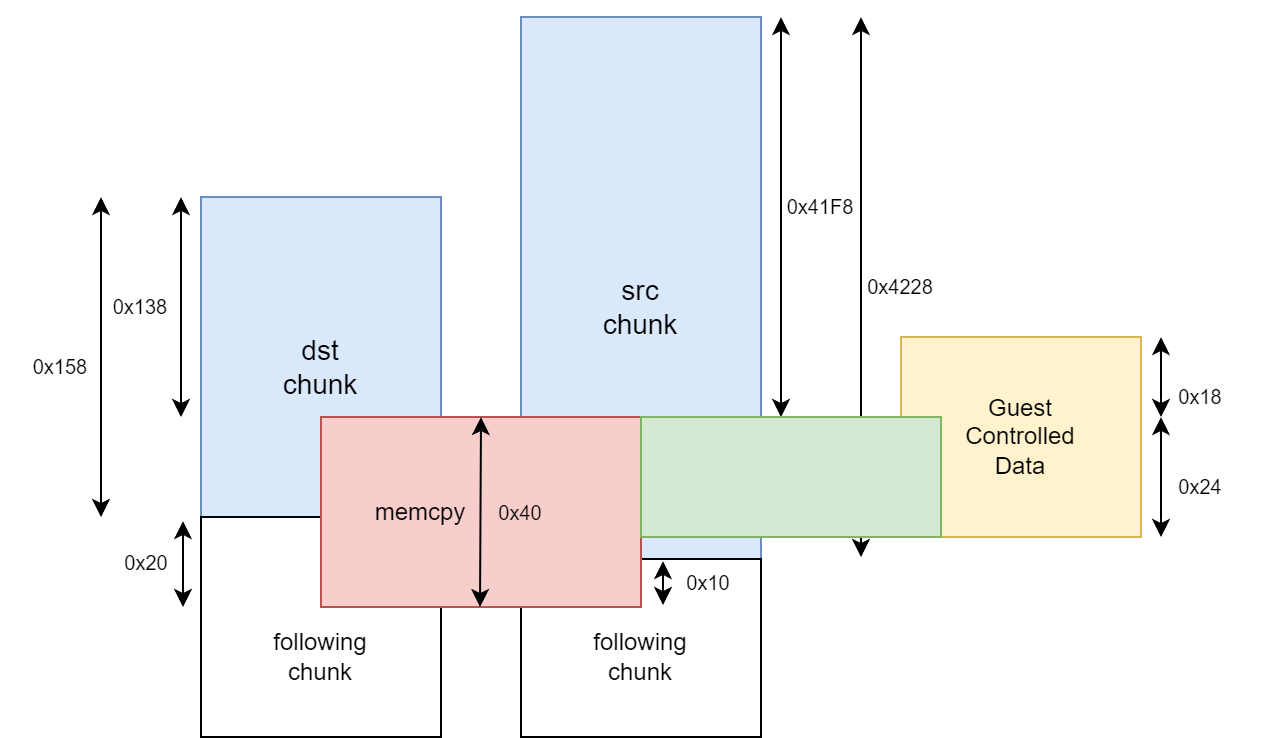 0x41F8
0x4228
src
chunk
0x138
0x158
dst
chunk
0x18
Guest
Controlled
Data
0x24
memcpy
0x40
0x20
0x10
following
chunk
following
chunk